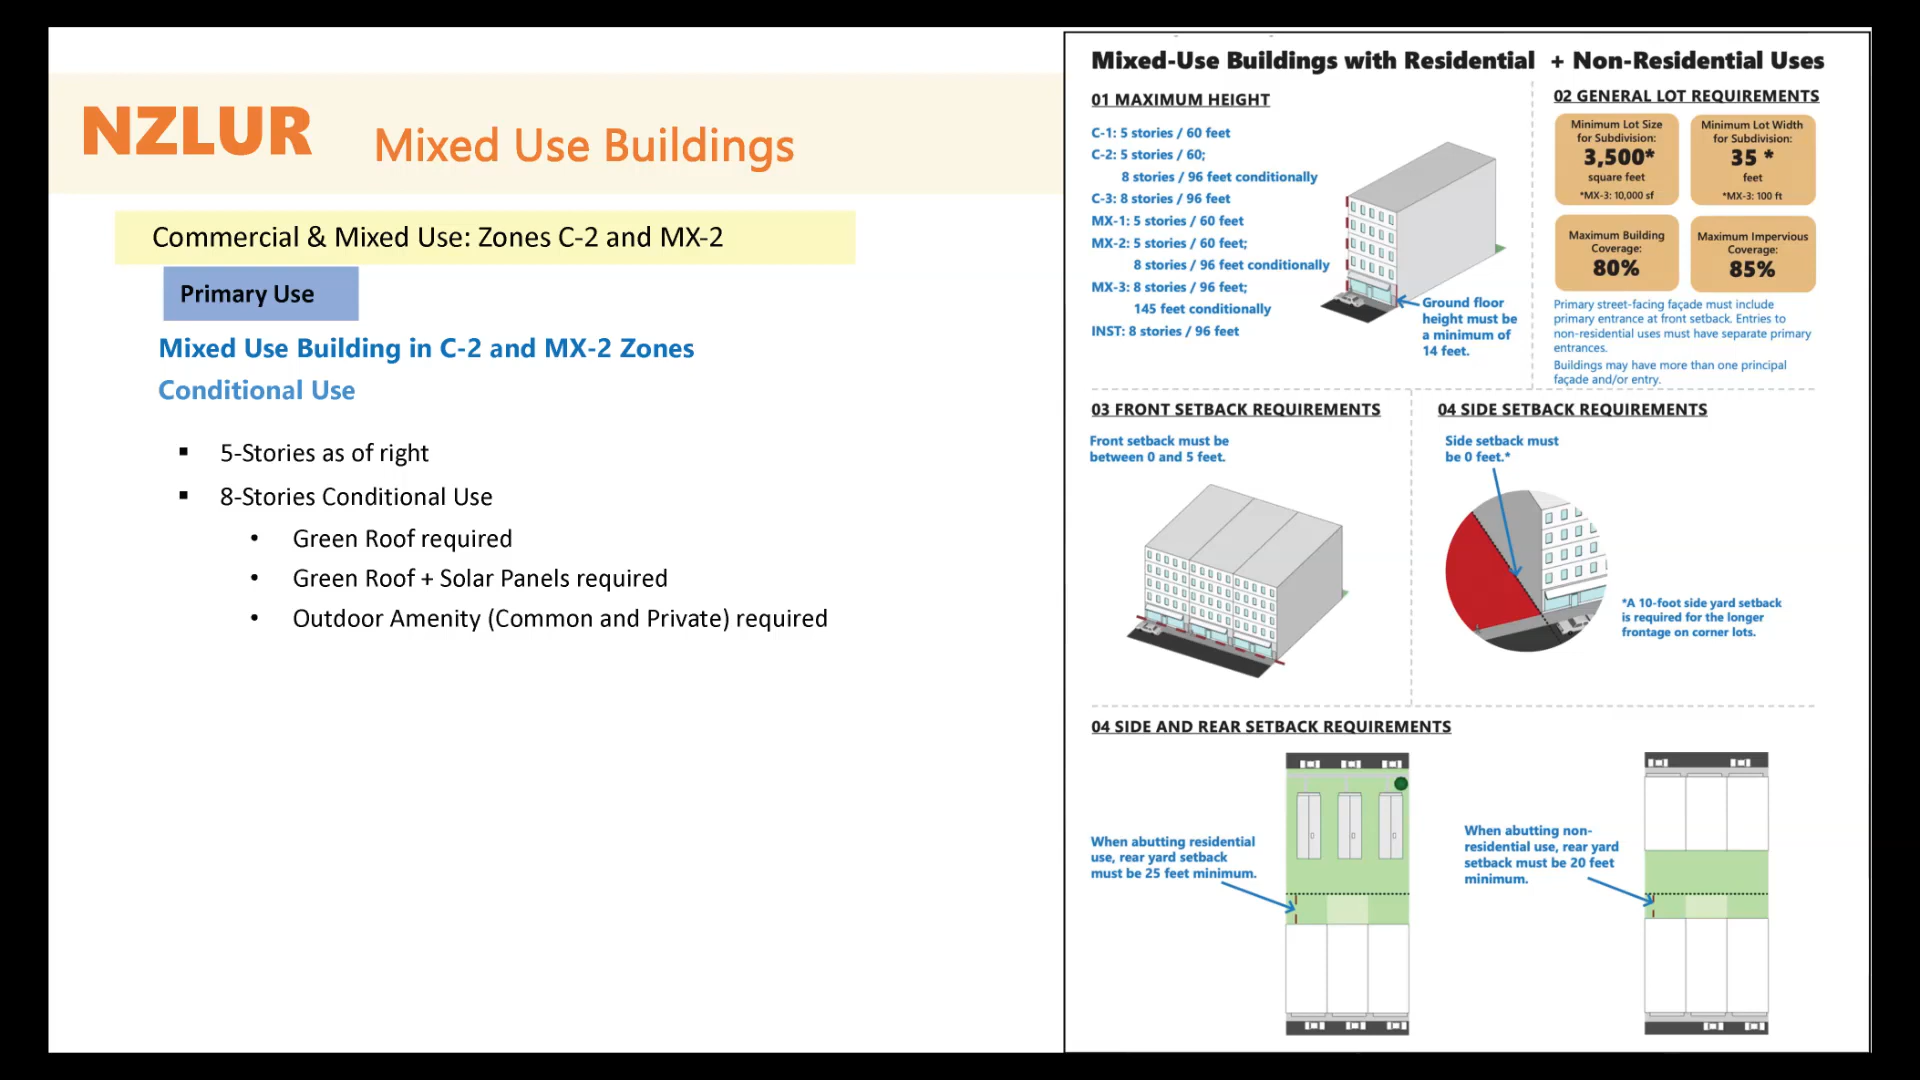 NZLUR
Mixed Use Buildings
Commercial & Mixed Use: Zones C-2 and MX-2
Primary Use
Mixed Use Building in C-2 and MX-2 Zones
Conditional Use
▪ 5-Stories as of right
▪ 8-Stories Conditional Use
• Green Roof required
• Green Roof + Solar Panels required
• Outdoor Amenity (Common and Private) required
Mixed-Use Buildings with Residential + Non-Residential Uses
01 MAXIMUM HEIGHT
C-1: 5 stories / 60 feet
C-2: 5 stories / 60;
8 stories / 96 feet conditionally
C-3: 8 stories / 96 feet
MX-1: 5 stories / 60 feet
MX-2: 5 stories / 60 feet;
8 stories / 96 feet conditionally
MX-3: 8 stories / 96 feet;
145 feet conditionally
INST: 8 stories / 96 feet
Ground floor
height must be
a minimum of
14 feet.
02 GENERAL LOT REQUIREMENTS
Minimum Lot Size
for Subdivision:
3,500*
square feet
*MX-3: 10,000 sf
Minimum Lot Width
for Subdivision:
35 *
feet
*MX-3: 100 ft
Maximum Building
Coverage:
80%
Maximum Impervious
Coverage:
85%
Primary street-facing façade must include
primary entrance at front setback. Entries to
non-residential uses must have separate primary
entrances.
Buildings may have more than one principal
façade and/or entry.
03 FRONT SETBACK REQUIREMENTS
Front setback must be
between 0 and 5 feet.
04 SIDE SETBACK REQUIREMENTS
Side setback must
be 0 feet.*
*A 10-foot side yard setback
is required for the longer
frontage on corner lots.
04 SIDE AND REAR SETBACK REQUIREMENTS
When abutting residential
use, rear yard setback
must be 25 feet minimum.
When abutting non-
residential use, rear yard
setback must be 20 feet
minimum.